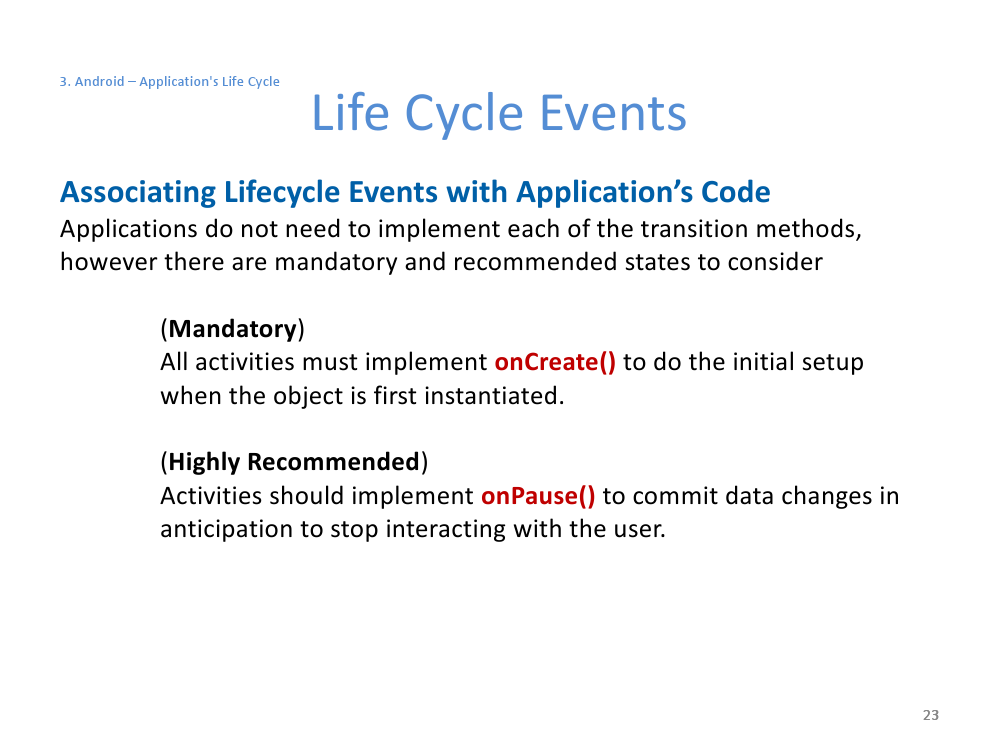 3. Android – Application's Life Cycle
Life Cycle Events
Associating Lifecycle Events with Application’s Code
Applications do not need to implement each of the transition methods,
however there are mandatory and recommended states to consider
(Mandatory)
All activities must implement onCreate() to do the initial setup
when the object is first instantiated.
(Highly Recommended)
Activities should implement onPause() to commit data changes in
anticipation to stop interacting with the user.
23